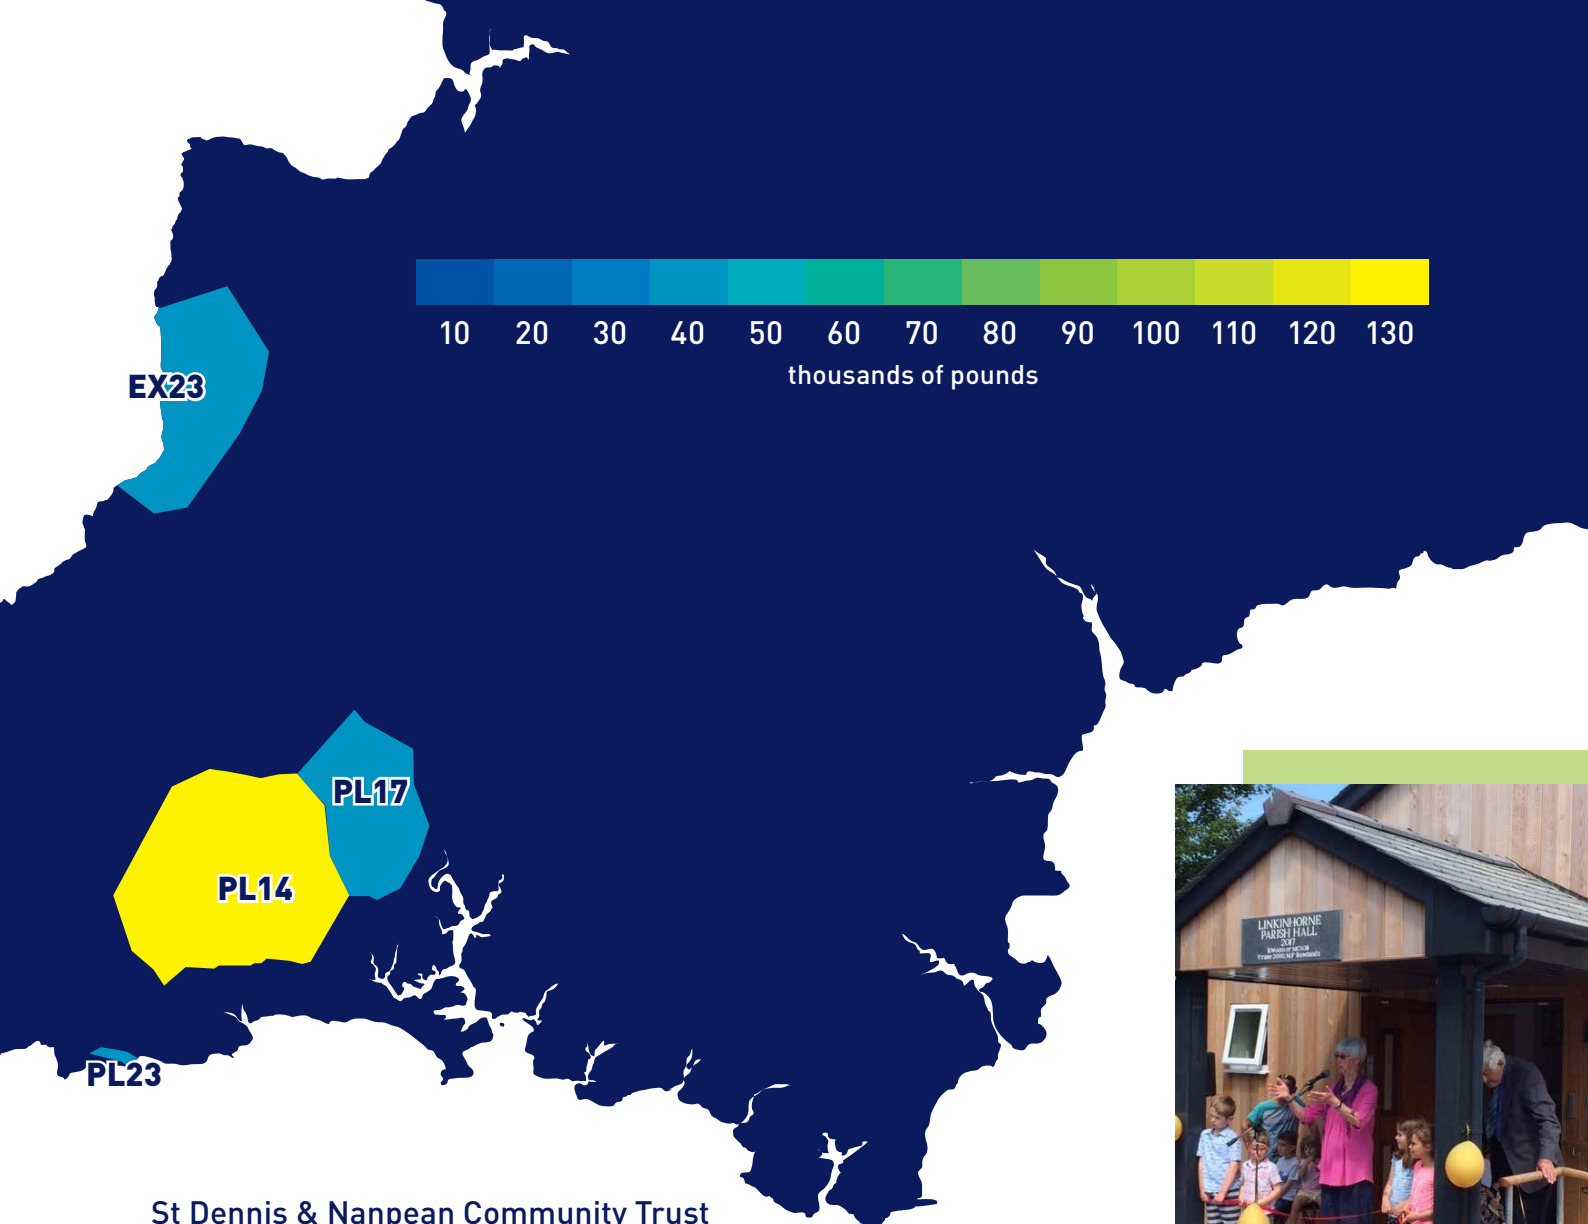 10 20 30 40 50 60 70 80 90 100 110 120 130
thousands of pounds
EX23
PL17
PL14
PL23
LINKINHORNE
PARISH HALL
2017
St Dennis & Nanpean Community Trust